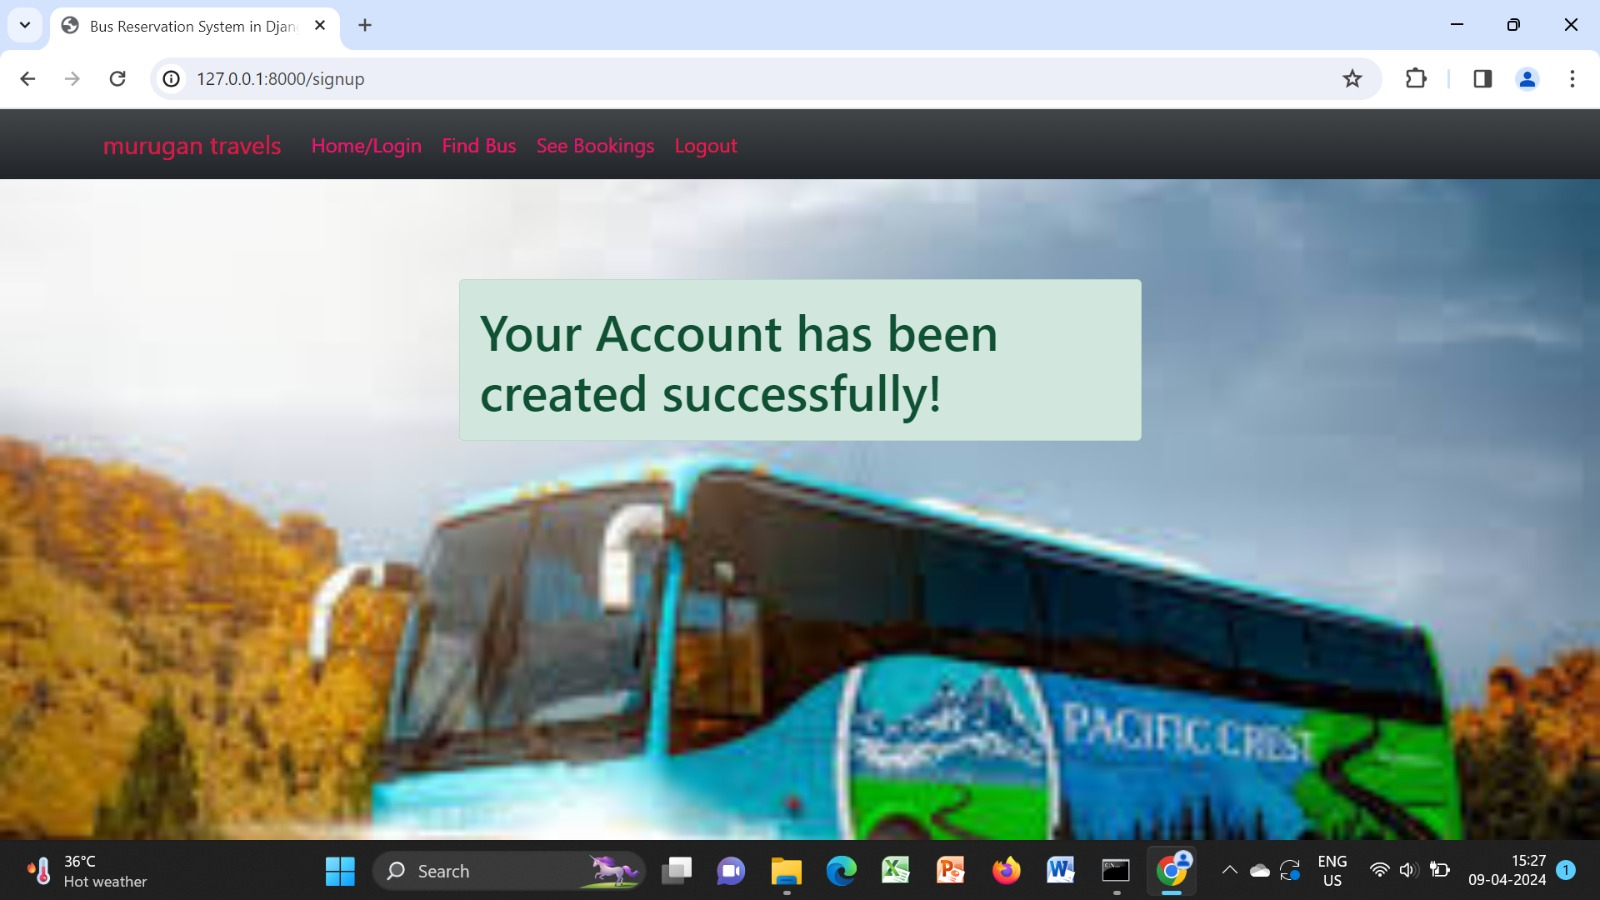 Bus Reservation System in Djan
127.0.0.1:8000/signup
murugan travels Home/Login Find Bus See Bookings Logout
Your Account has been
created successfully!
PACIFIC CREST
36°C
Hot weather
Search
ENG
US
15:27
09-04-2024
1